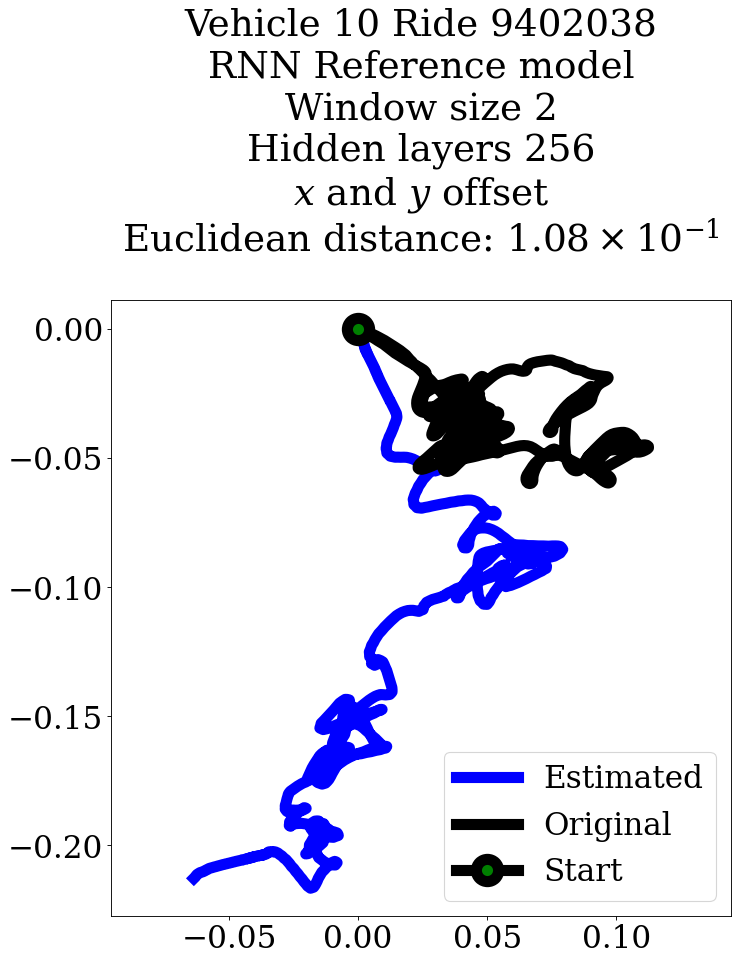 Vehicle 10 Ride 9402038
RNN Reference model
Window size 2
Hidden layers 256
x and y offset
Euclidean distance: 1.08 × 10⁻¹
0.00
−0.05
−0.10
−0.15
−0.20
Estimated
Original
Start
−0.05 0.00 0.05 0.10